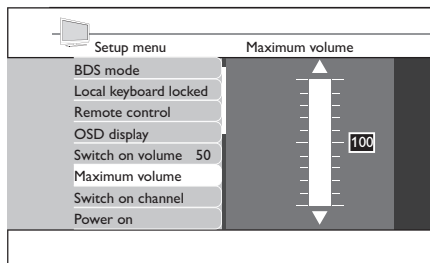 Setup menu Maximum volume
BDS mode
Local keyboard locked
Remote control
OSD display
Switch on volume 50
Maximum volume
100
Switch on channel
Power on